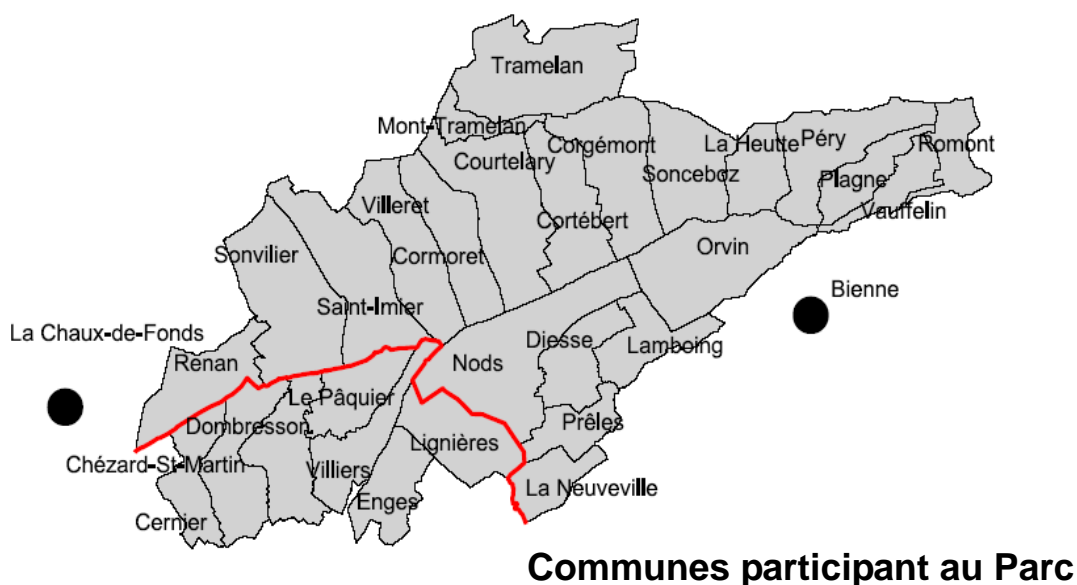 Tramelan
Mont-Tramelan
Courtelary
Corgémont
La Heutte
Péry
Romont
Sonceboz
Plagne
Vauffelin
Villeret
Cortébert
Orvin
Sonvilier
Cormoret
Saint-Imier
Bienne
La Chaux-de-Fonds
Renan
Nods
Diesse
Lamboing
Le Pâquier
Dombresson
Lignières
Prêles
Chézard-St-Martin
Villiers
Enges
La Neuveville
Cernier
Communes participant au Parc